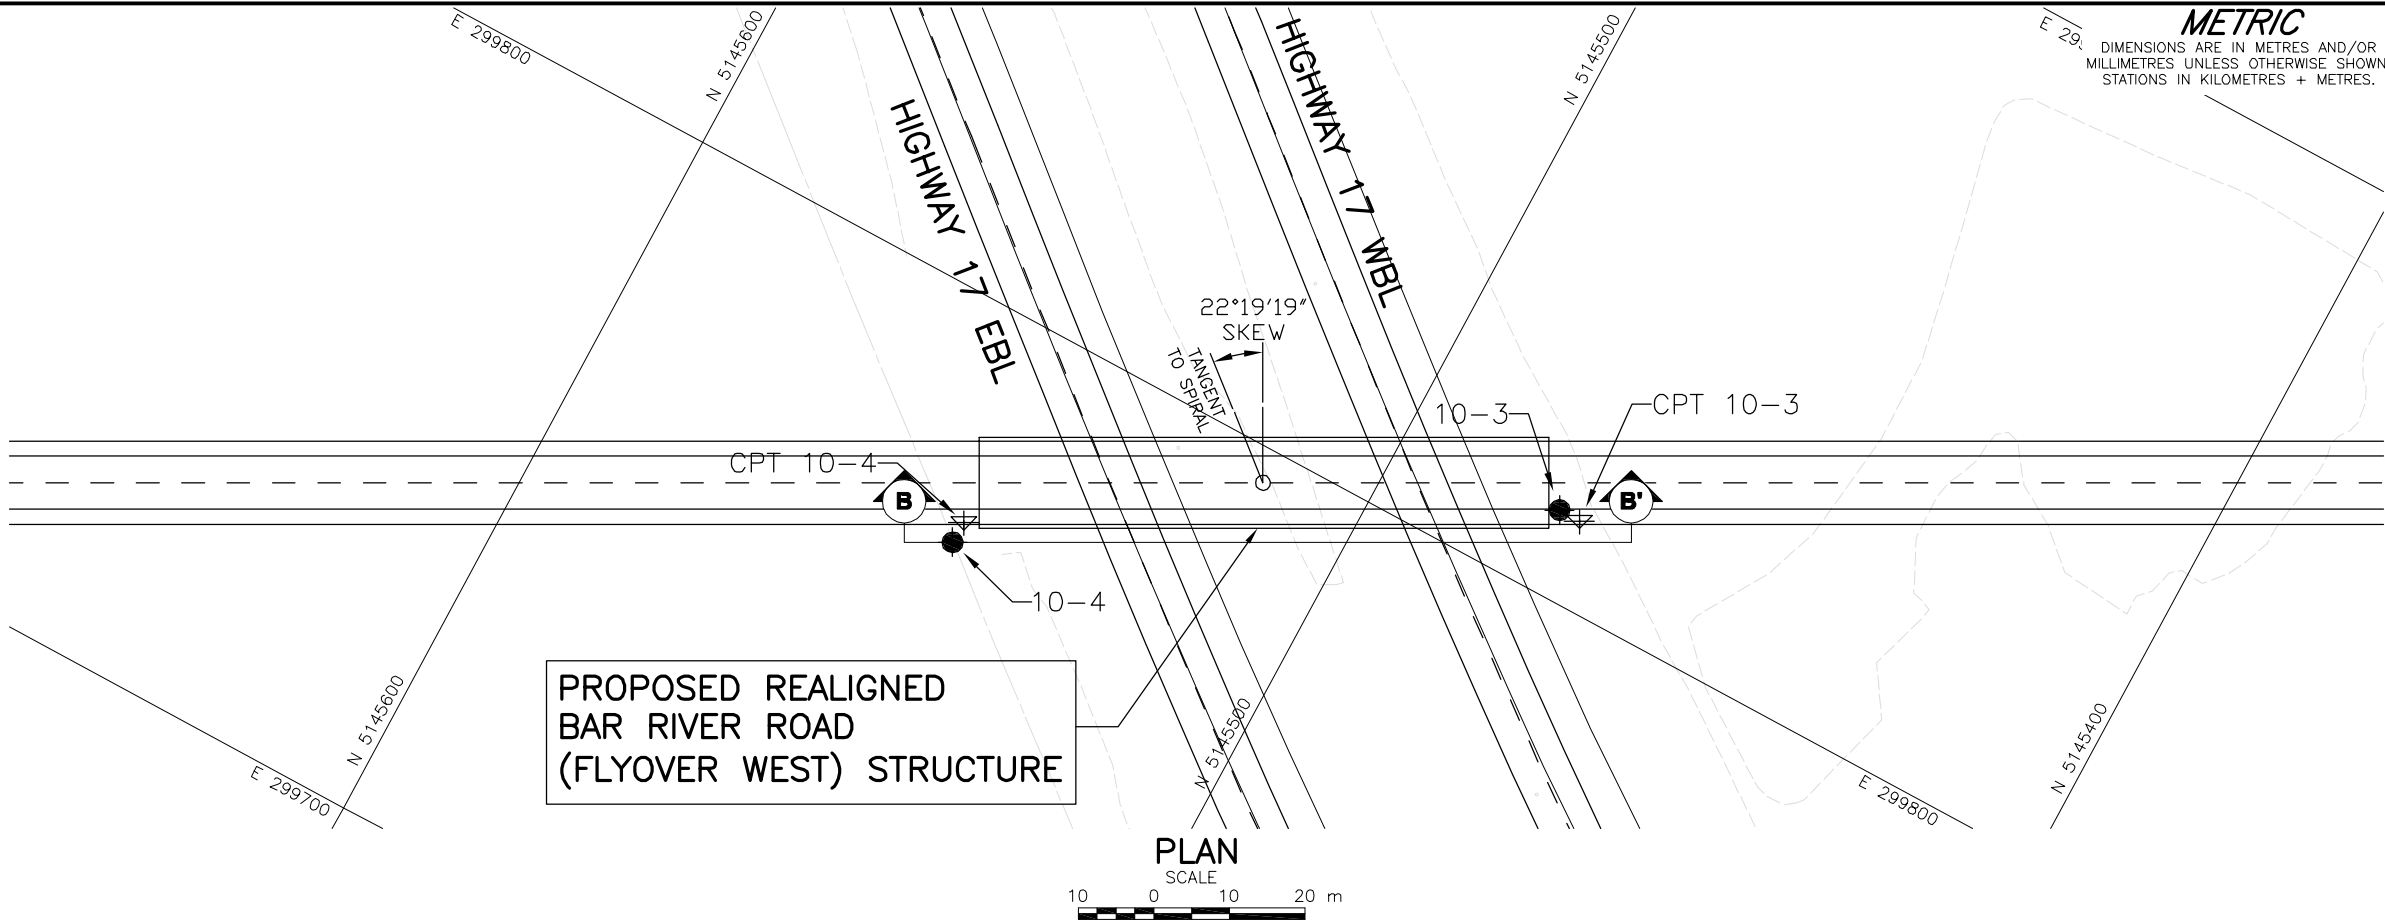 METRIC
DIMENSIONS ARE IN METRES AND/OR
MILLIMETRES UNLESS OTHERWISE SHOWN
STATIONS IN KILOMETRES + METRES.
E 299800
N 5145600
HIGHWAY 17 EBL
HIGHWAY 17 WBL
N 5145500
E 29
22°19'19"
SKEW
TANGENT
TO SPIRAL
10-3
CPT 10-3
CPT 10-4
B
B'
10-4
PROPOSED REALIGNED
BAR RIVER ROAD
(FLYOVER WEST) STRUCTURE
E 299700
N 5145600
N 5145500
E 299800
N 5145400
PLAN
SCALE
10 0 10 20 m